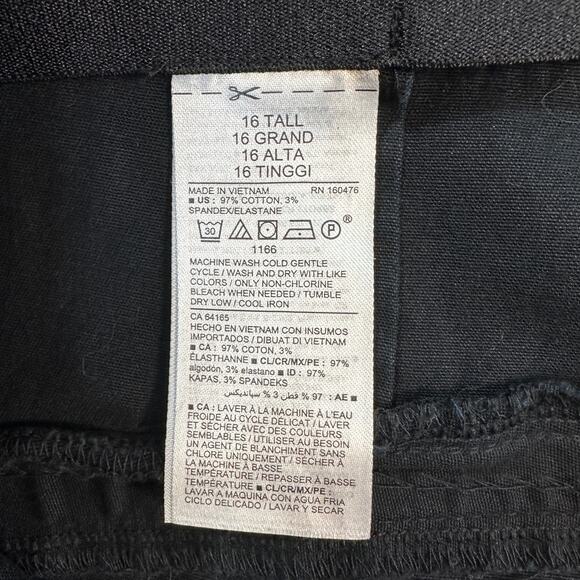 16 TALL
16 GRAND
16 ALTA
16 TINGGI
MADE IN VIETNAM RN 160476
■ US: 97% COTTON, 3%
SPANDEX/ELASTANE
30 P ®
1166
MACHINE WASH COLD GENTLE
CYCLE / WASH AND DRY WITH LIKE
COLORS / ONLY NON-CHLORINE
BLEACH WHEN NEEDED / TUMBLE
DRY LOW / COOL IRON
CA 64165
HECHO EN VIETNAM CON INSUMOS
IMPORTADOS / DIBUAT DI VIETNAM
■ CA: 97% COTON, 3%
ÉLASTHANNE ■ CL/CR/MX/PE: 97%
algodón, 3% elastano ■ ID: 97%
KAPAS, 3% SPANDEKS
■ AE: 97 % قطن 3 % سباندیکس
■ CA: LAVER À LA MACHINE À L'EAU
FROIDE AU CYCLE DÉLICAT / LAVER
ET SÉCHER AVEC DES COULEURS
SEMBLABLES / UTILISER AU BESOIN
UN AGENT DE BLANCHIMENT SANS
CHLORE UNIQUEMENT / SÉCHER À
LA MACHINE À BASSE
TEMPÉRATURE / REPASSER À BASSE
TEMPÉRATURE ■ CL/CR/MX/PE:
LAVAR A MAQUINA CON AGUA FRIA
CICLO DELICADO / LAVAR Y SECAR